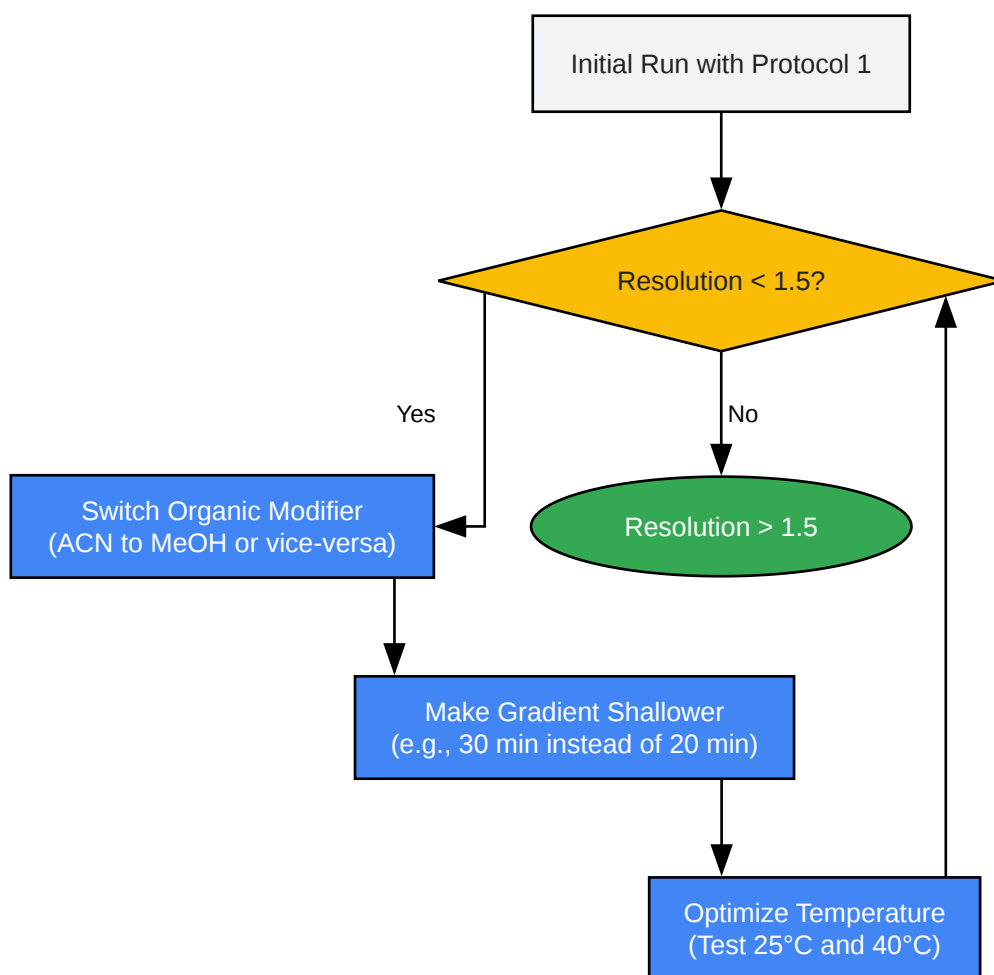 Initial Run with Protocol 1
Resolution < 1.5?
Yes
No
Switch Organic Modifier
(ACN to MeOH or vice-versa)
Resolution > 1.5
Make Gradient Shallower
(e.g., 30 min instead of 20 min)
Optimize Temperature
(Test 25°C and 40°C)